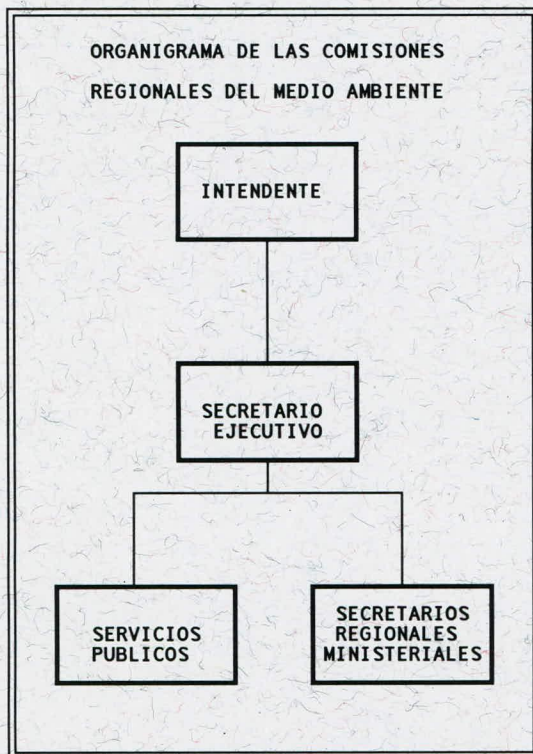 ORGANIGRAMA DE LAS COMISIONES
REGIONALES DEL MEDIO AMBIENTE
INTENDENTE
SECRETARIO
EJECUTIVO
SERVICIOS
PUBLICOS
SECRETARIOS
REGIONALES
MINISTERIALES